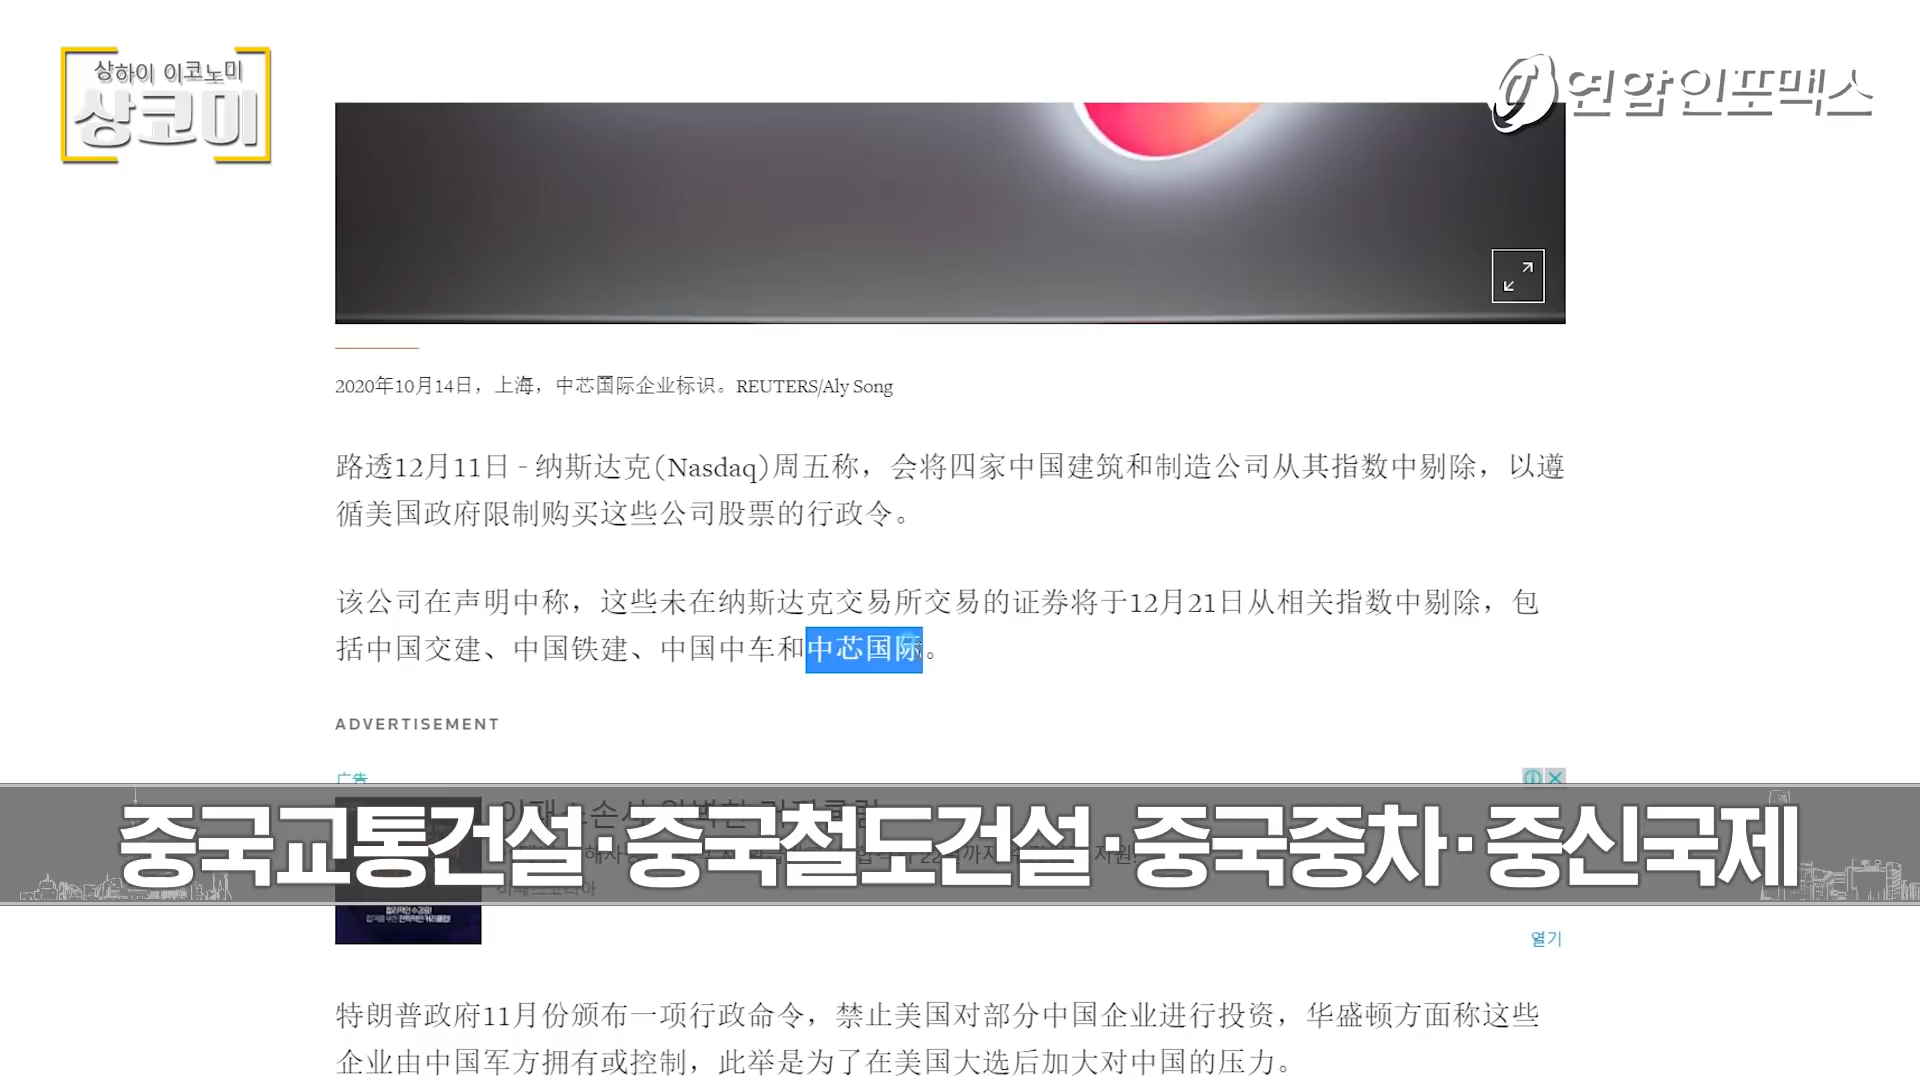 상하이 이코노미
상코미
연합인포맥스
2020年10月14日，上海，中芯国际企业标识。REUTERS/Aly Song
路透12月11日 - 纳斯达克(Nasdaq)周五称，会将四家中国建筑和制造公司从其指数中剔除，以遵
循美国政府限制购买这些公司股票的行政令。
该公司在声明中称，这些未在纳斯达克交易所交易的证券将于12月21日从相关指数中剔除，包
括中国交建、中国铁建、中国中车和中芯国际。
ADVERTISEMENT
广告
중국교통건설·중국철도건설·중국중차·중신국제
열기
特朗普政府11月份颁布一项行政命令，禁止美国对部分中国企业进行投资，华盛顿方面称这些
企业由中国军方拥有或控制，此举是为了在美国大选后加大对中国的压力。